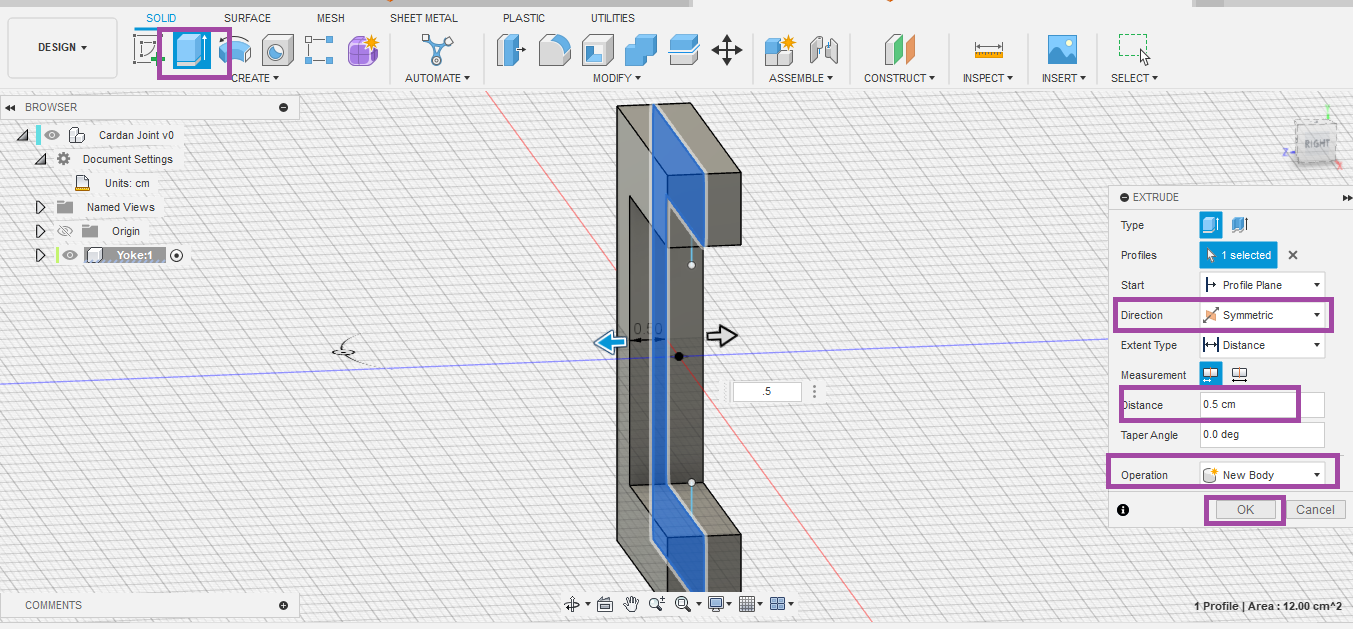 SOLID SURFACE MESH SHEET METAL PLASTIC UTILITIES
DESIGN
CREATE AUTOMATE MODIFY ASSEMBLE CONSTRUCT INSPECT INSERT SELECT
BROWSER
Cardan Joint v0
Document Settings
Units: cm
Named Views
Origin
Yoke:1
RIGHT
Z
X
0.50
.5
EXTRUDE
Type
Profiles 1 selected
Start Profile Plane
Direction Symmetric
Extent Type Distance
Measurement
Distance 0.5 cm
Taper Angle 0.0 deg
Operation New Body
OK Cancel
COMMENTS
1 Profile | Area : 12.00 cm^2